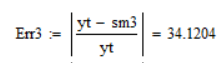 Err3 := |yt − sm3 / yt| = 34.1204